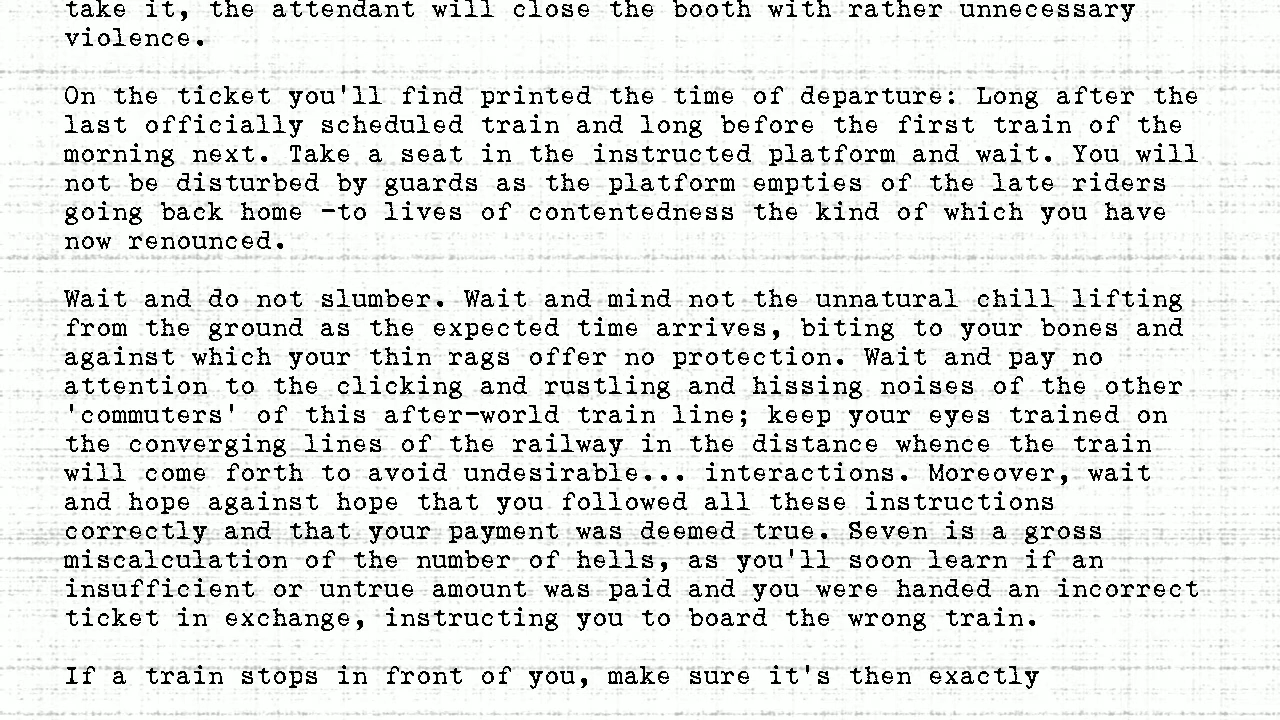 take it, the attendant will close the booth with rather unnecessary
violence.
On the ticket you'll find printed the time of departure: Long after the
last officially scheduled train and long before the first train of the
morning next. Take a seat in the instructed platform and wait. You will
not be disturbed by guards as the platform empties of the late riders
going back home -to lives of contentedness the kind of which you have
now renounced.
Wait and do not slumber. Wait and mind not the unnatural chill lifting
from the ground as the expected time arrives, biting to your bones and
against which your thin rags offer no protection. Wait and pay no
attention to the clicking and rustling and hissing noises of the other
'commuters' of this after-world train line; keep your eyes trained on
the converging lines of the railway in the distance whence the train
will come forth to avoid undesirable... interactions. Moreover, wait
and hope against hope that you followed all these instructions
correctly and that your payment was deemed true. Seven is a gross
miscalculation of the number of hells, as you'll soon learn if an
insufficient or untrue amount was paid and you were handed an incorrect
ticket in exchange, instructing you to board the wrong train.
If a train stops in front of you, make sure it's then exactly